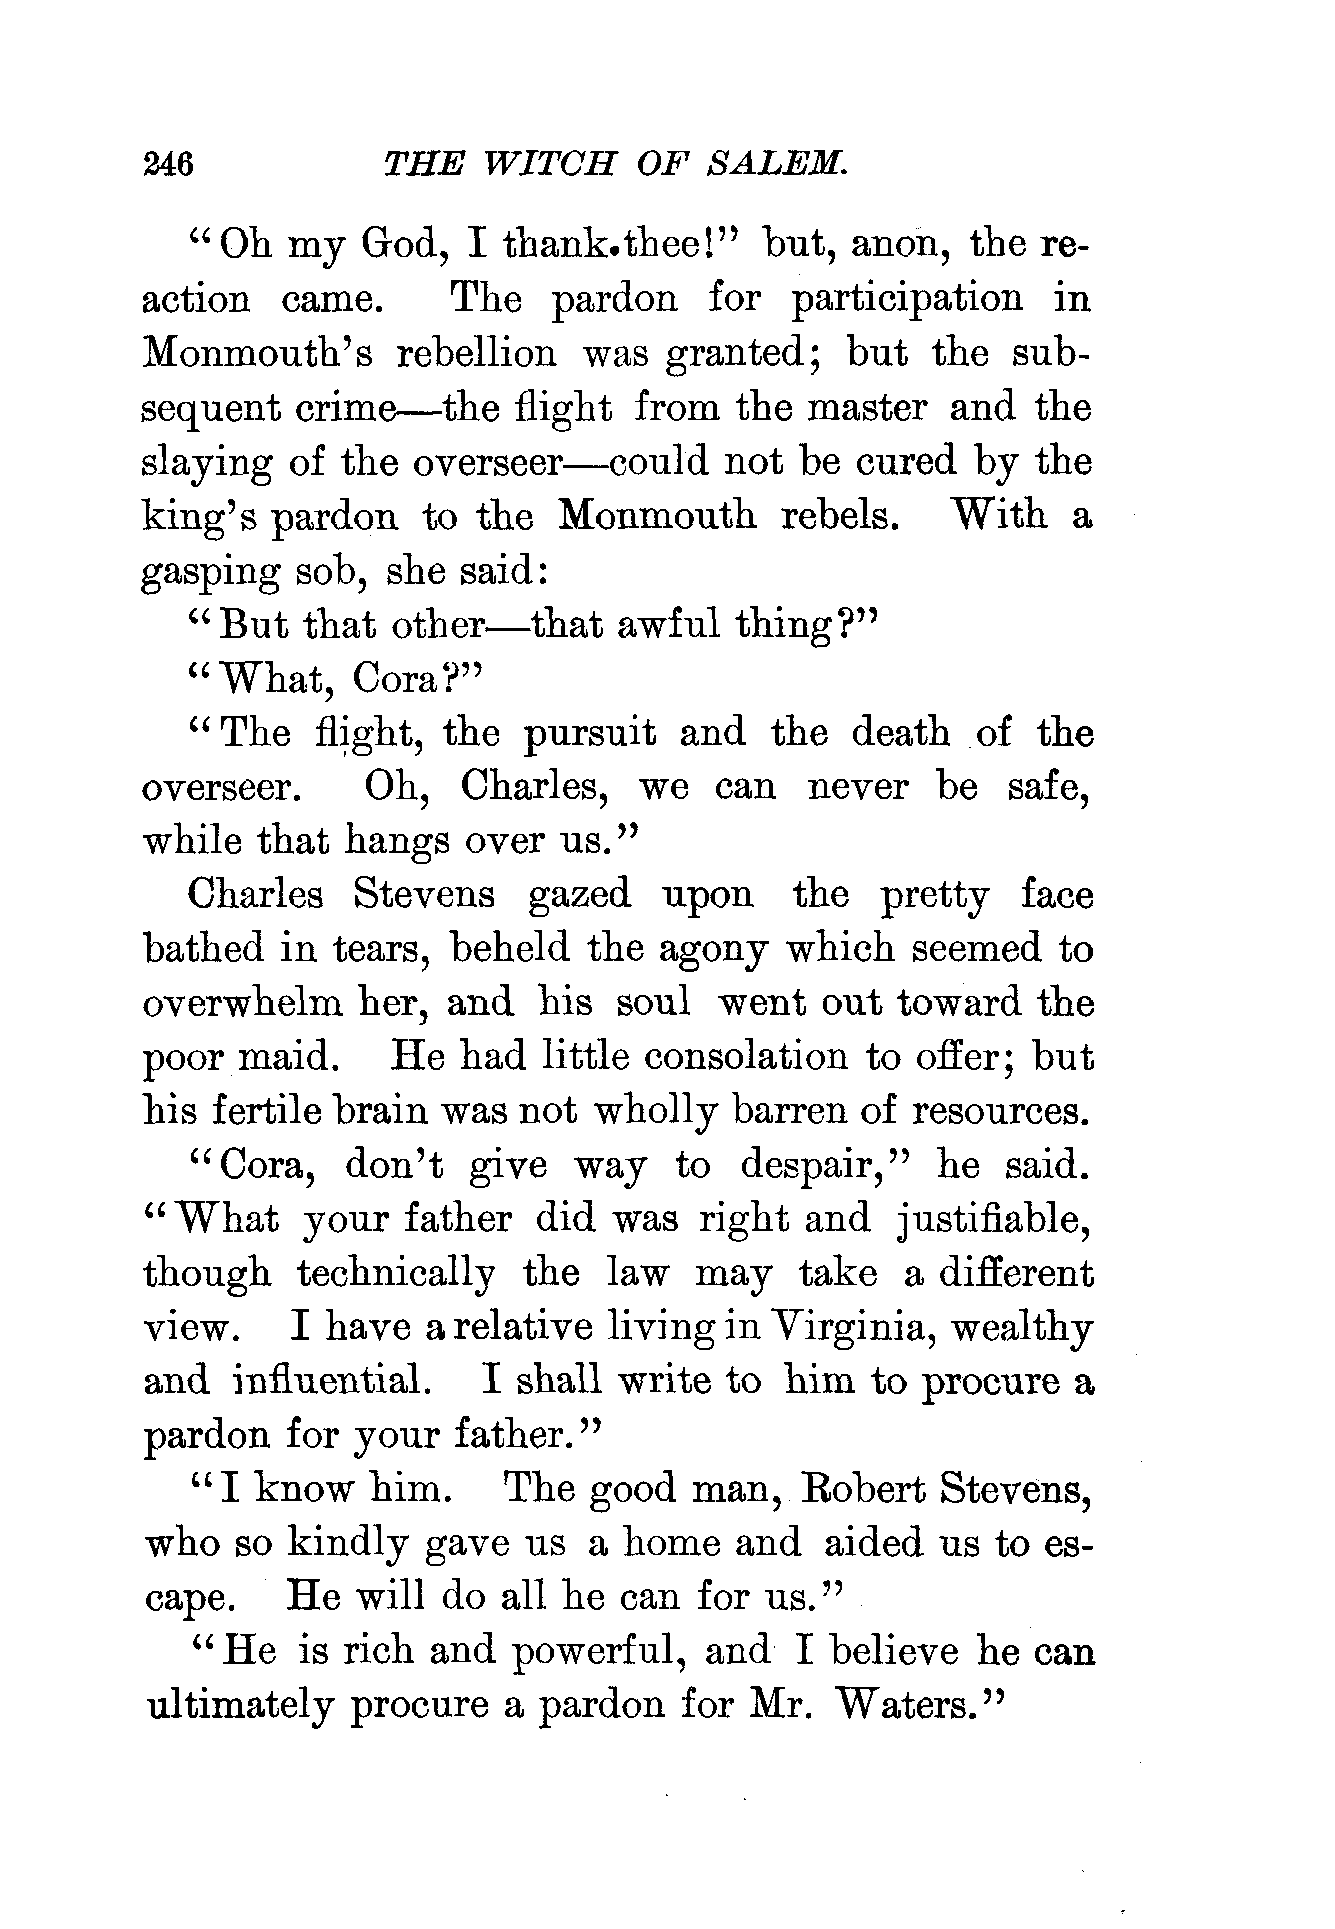 246 THE WITCH OF SALEM.
“Oh my God, I thank.thee!” but, anon, the re-
action came. The pardon for participation in
Monmouth’s rebellion was granted; but the sub-
sequent crime—the flight from the master and the
slaying of the overseer—could not be cured by the
king’s pardon to the Monmouth rebels. With a
gasping sob, she said:
“But that other—that awful thing?”
“What, Cora?”
“The flight, the pursuit and the death of the
overseer. Oh, Charles, we can never be safe,
while that hangs over us.”
Charles Stevens gazed upon the pretty face
bathed in tears, beheld the agony which seemed to
overwhelm her, and his soul went out toward the
poor maid. He had little consolation to offer; but
his fertile brain was not wholly barren of resources.
“Cora, don’t give way to despair,” he said.
“What your father did was right and justifiable,
though technically the law may take a different
view. I have a relative living in Virginia, wealthy
and influential. I shall write to him to procure a
pardon for your father.”
“I know him. The good man, Robert Stevens,
who so kindly gave us a home and aided us to es-
cape. He will do all he can for us.”
“He is rich and powerful, and I believe he can
ultimately procure a pardon for Mr. Waters.”